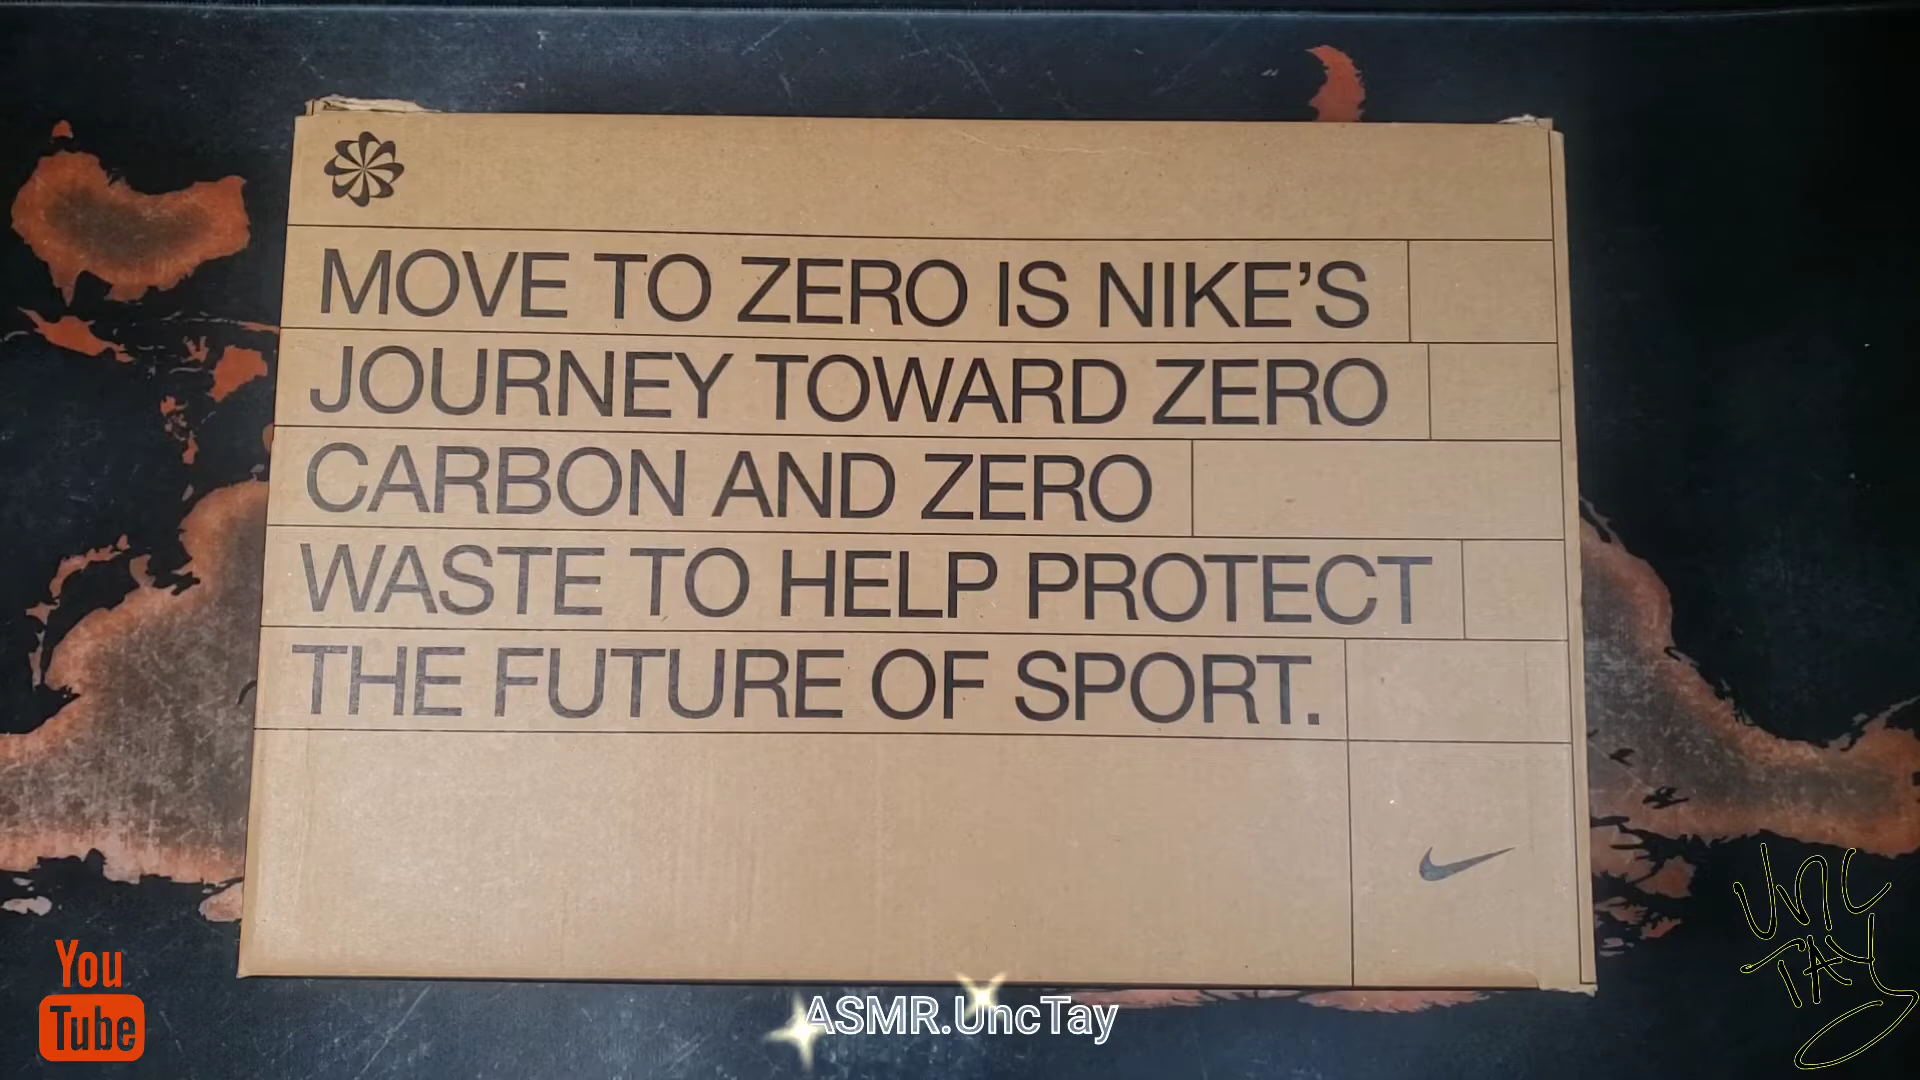 MOVE TO ZERO IS NIKE’S
JOURNEY TOWARD ZERO
CARBON AND ZERO
WASTE TO HELP PROTECT
THE FUTURE OF SPORT.
You
Tube
ASMR.UncTay
UNC
TAY